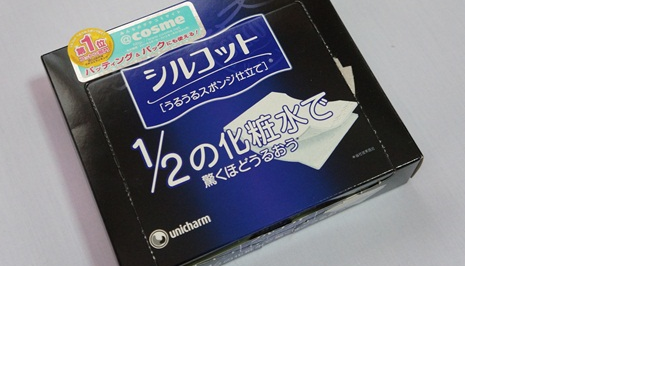 @cosme
第1位
パッティング&パックにも使える!
シルコット
[うるうるスポンジ仕立て]®
1/2の化粧水で
驚くほどうるおう
unicharm